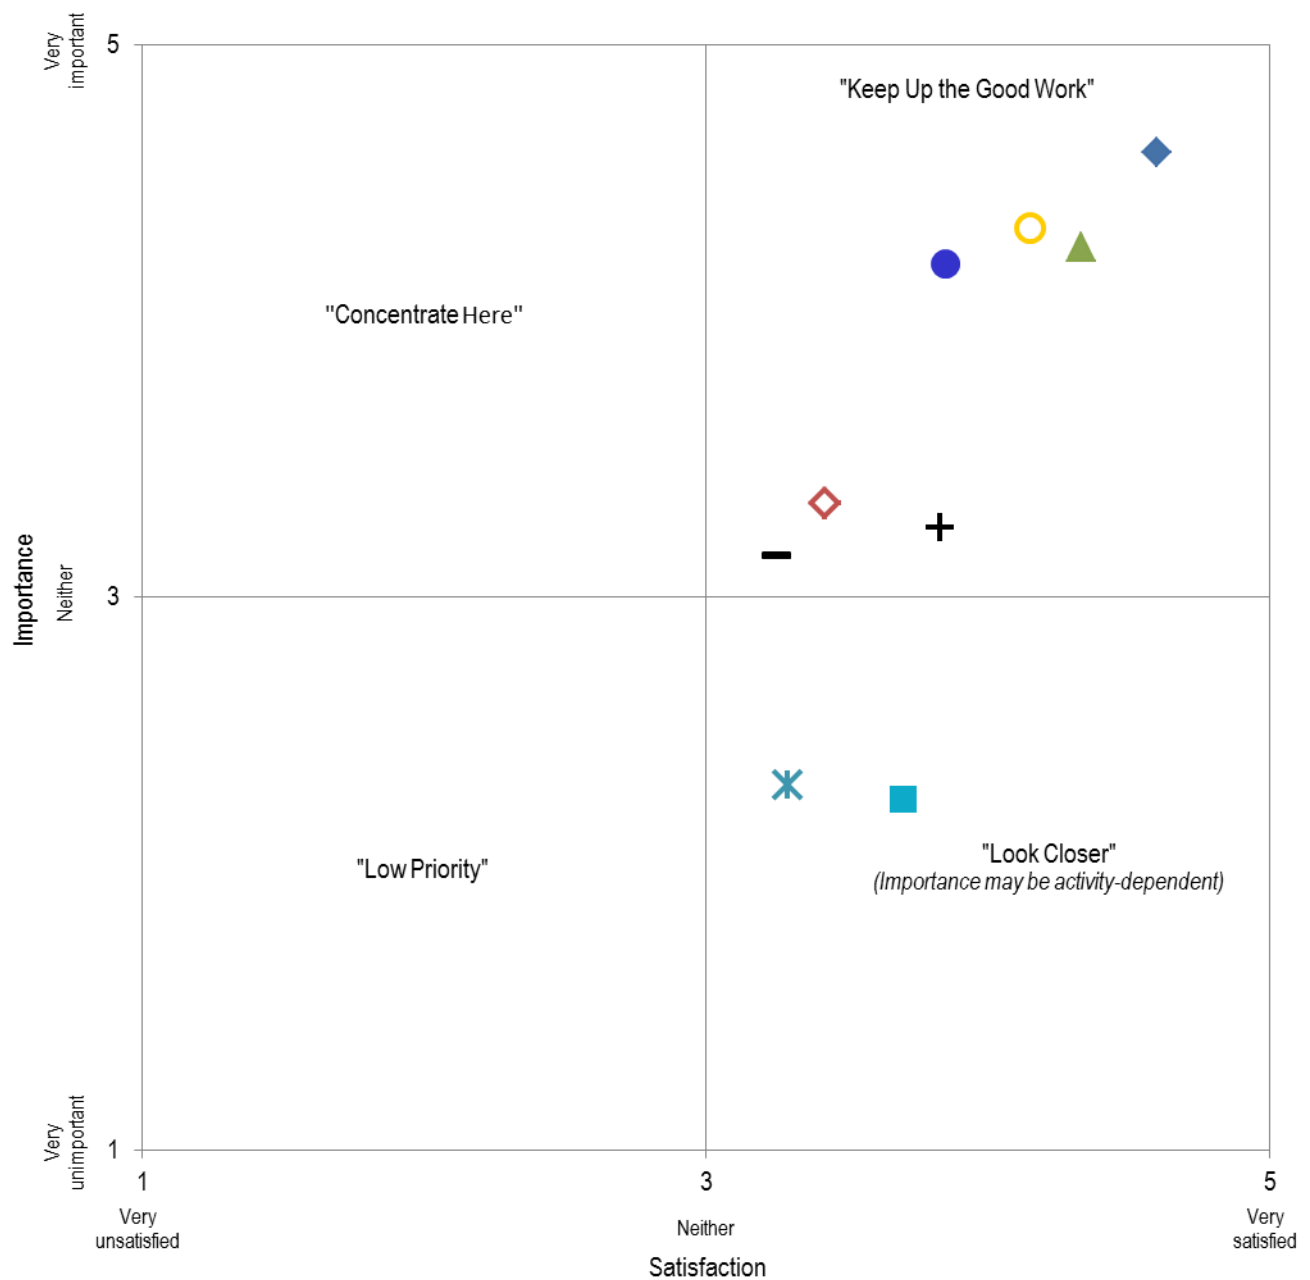 Very
important
5
"Keep Up the Good Work"
"Concentrate Here"
Importance
Neither
3
"Low Priority"
"Look Closer"
(Importance may be activity-dependent)
Very
unimportant
1
1
3
5
Very
unsatisfied
Neither
Very
satisfied
Satisfaction